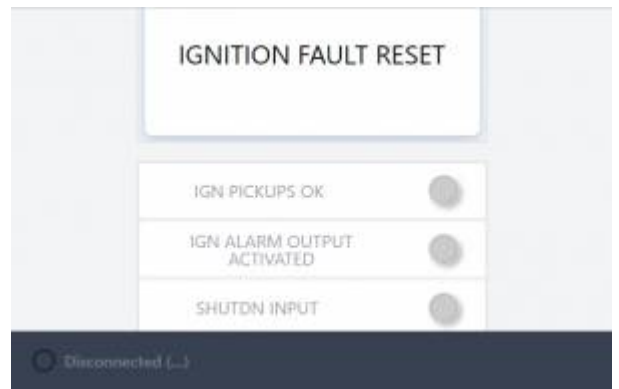 IGNITION FAULT RESET
IGN PICKUPS OK
IGN ALARM OUTPUT
ACTIVATED
SHUTDN INPUT
Disconnected (...)